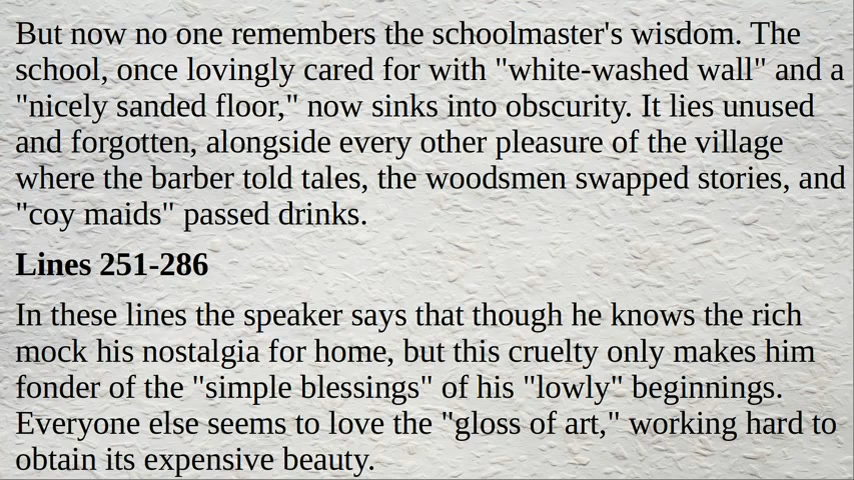 But now no one remembers the schoolmaster's wisdom. The
school, once lovingly cared for with "white-washed wall" and a
"nicely sanded floor," now sinks into obscurity. It lies unused
and forgotten, alongside every other pleasure of the village
where the barber told tales, the woodsmen swapped stories, and
"coy maids" passed drinks.
Lines 251-286
In these lines the speaker says that though he knows the rich
mock his nostalgia for home, but this cruelty only makes him
fonder of the "simple blessings" of his "lowly" beginnings.
Everyone else seems to love the "gloss of art," working hard to
obtain its expensive beauty.